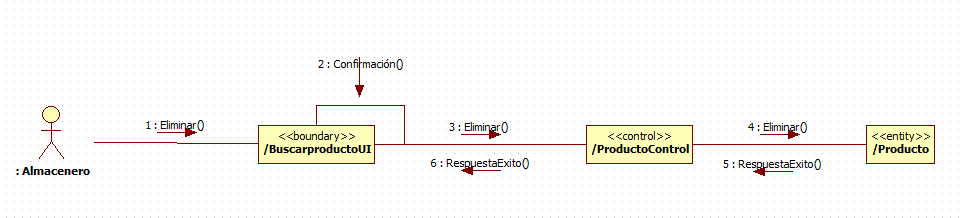 2 : Confirmación()
1 : Eliminar()
3 : Eliminar()
4 : Eliminar()
<<boundary>>
/BuscarproductoUI
<<control>>
/ProductoControl
<<entity>>
/Producto
6 : RespuestaExito()
5 : RespuestaExito()
: Almacenero